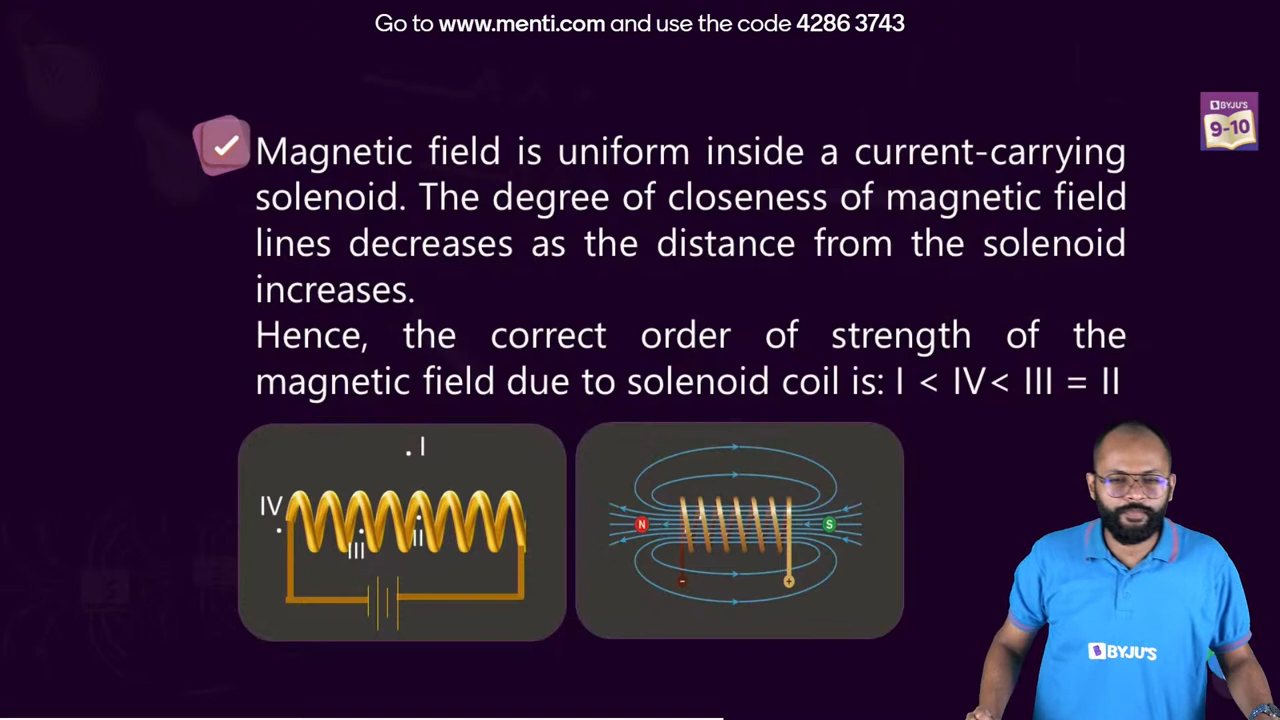 Go to www.menti.com and use the code 4286 3743
BYJU'S
9-10
Magnetic field is uniform inside a current-carrying
solenoid. The degree of closeness of magnetic field
lines decreases as the distance from the solenoid
increases.
Hence, the correct order of strength of the
magnetic field due to solenoid coil is: I < IV< III = II
. I
IV
III
II
N
S
-
+
BYJU'S